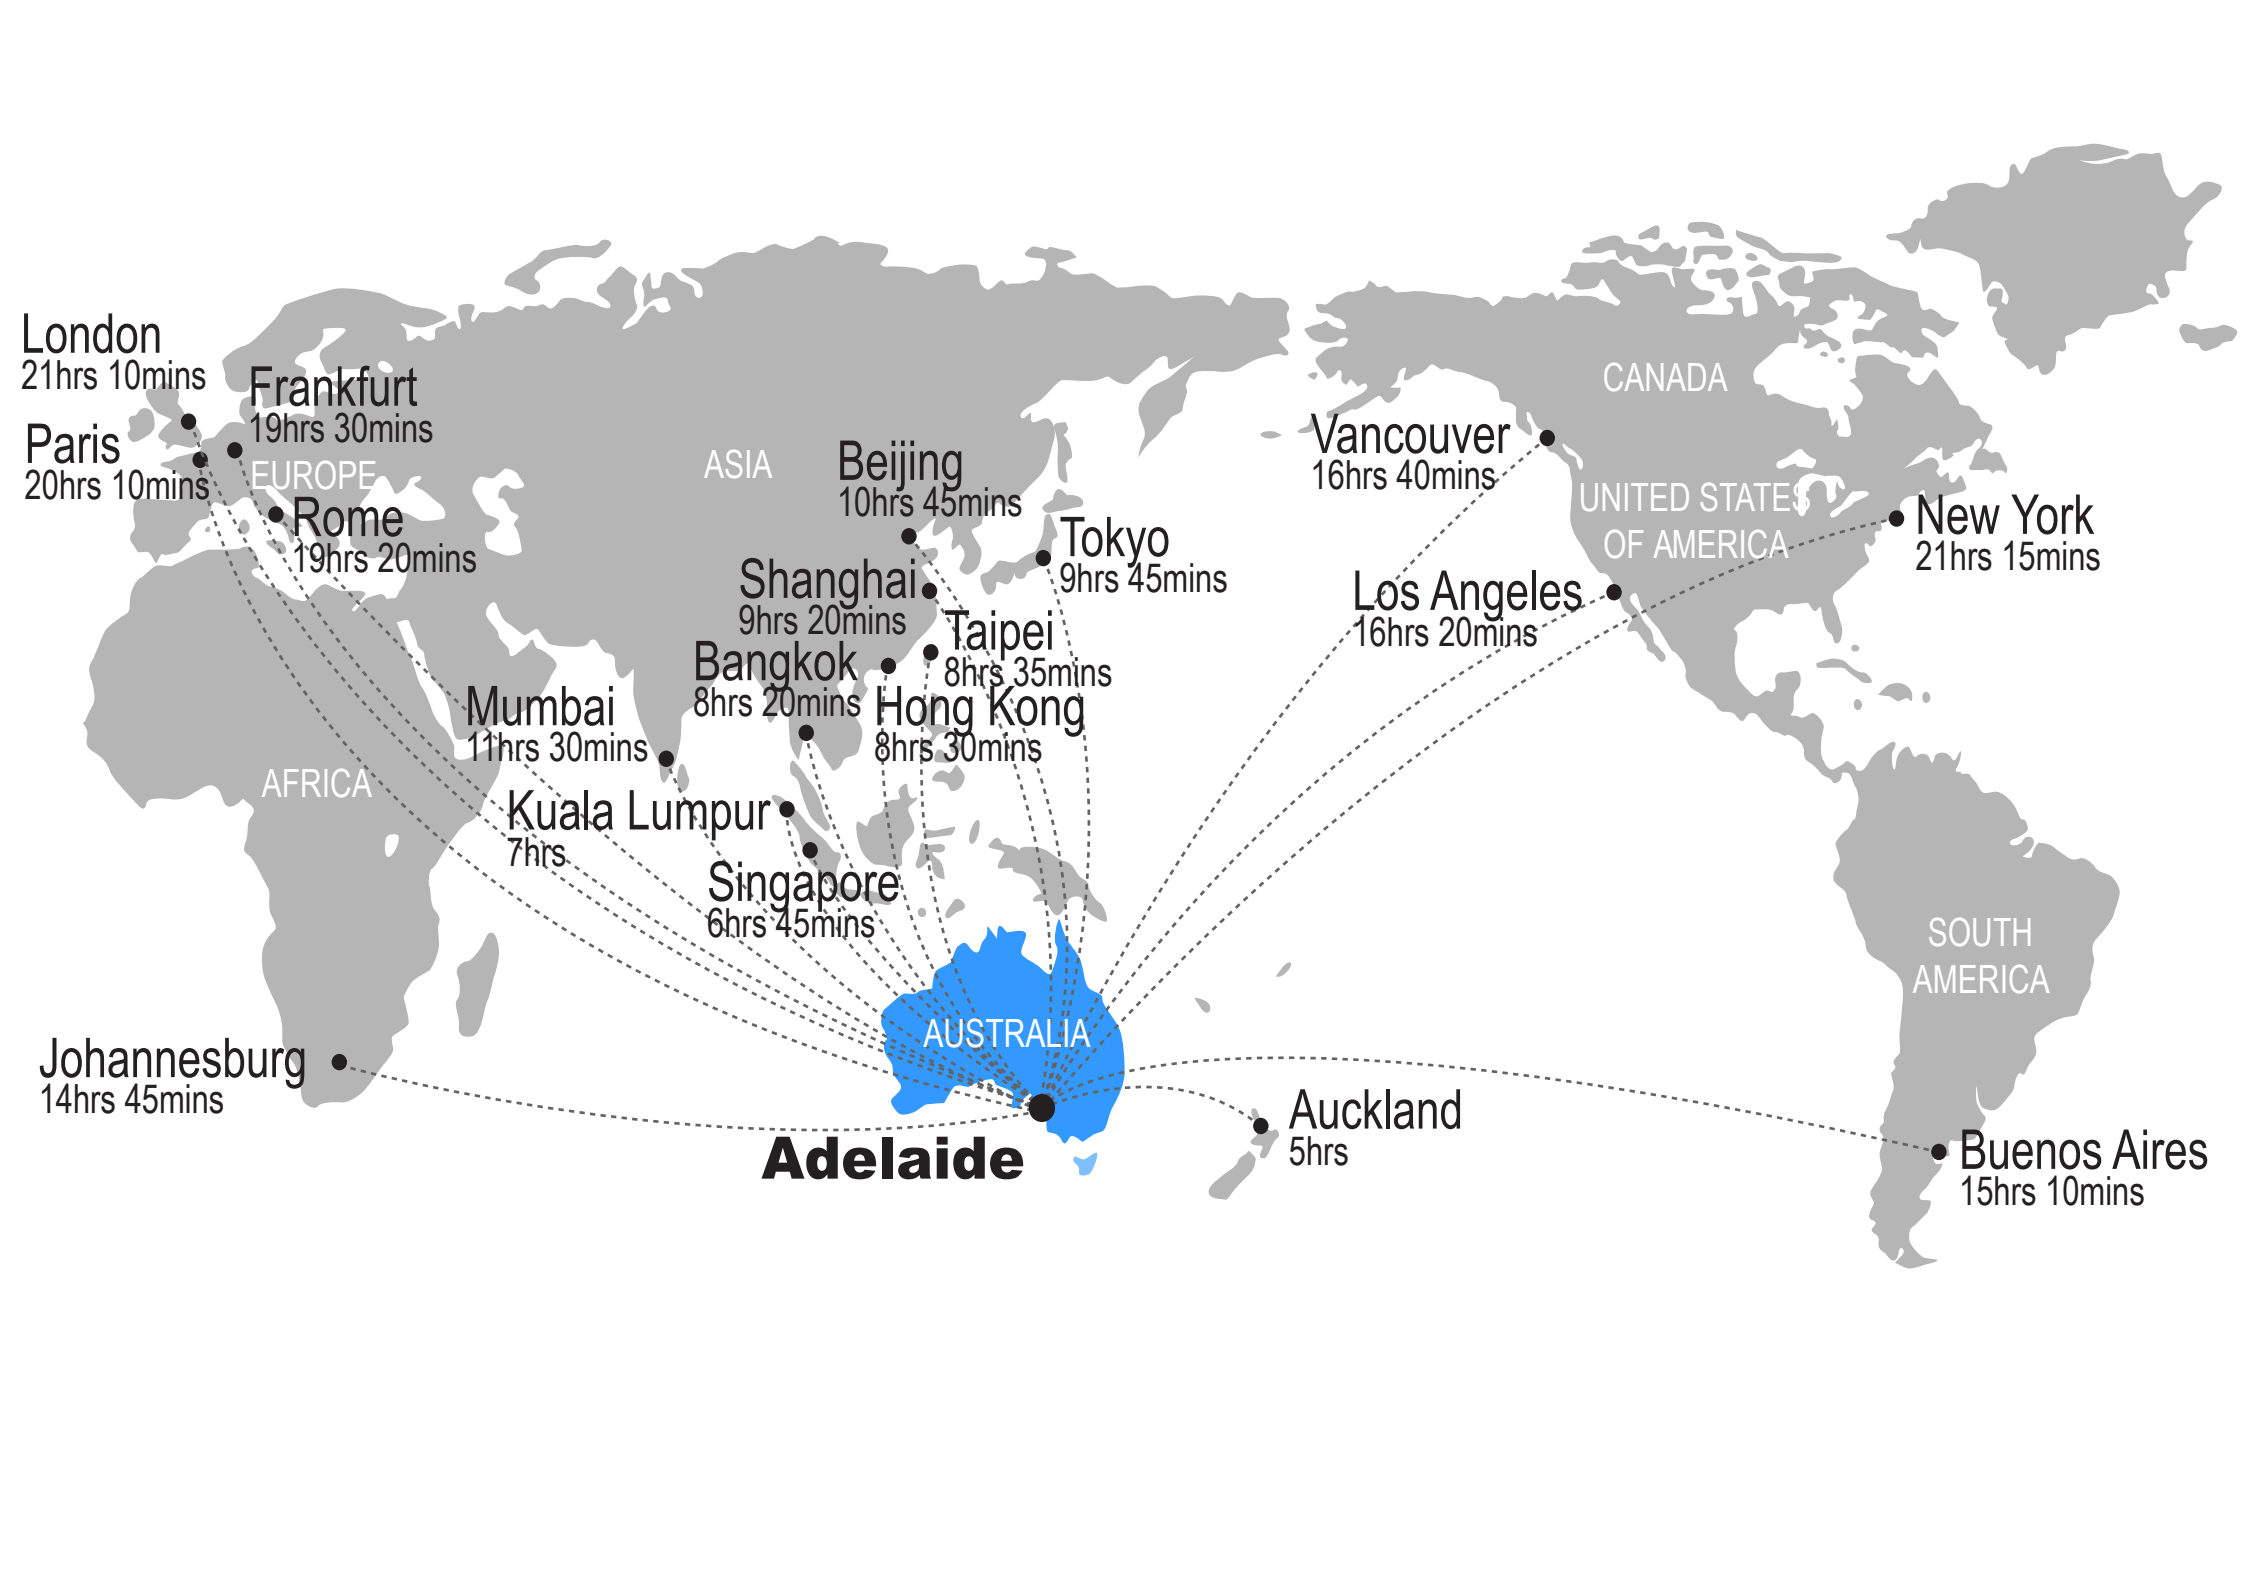 London
21hrs 10mins
Frankfurt
19hrs 30mins
Paris
20hrs 10mins
EUROPE
Rome
19hrs 20mins
ASIA
Beijing
10hrs 45mins
Tokyo
9hrs 45mins
Shanghai
9hrs 20mins
Taipei
8hrs 35mins
Bangkok
8hrs 20mins
Hong Kong
8hrs 30mins
Mumbai
11hrs 30mins
Kuala Lumpur
7hrs
Singapore
6hrs 45mins
AFRICA
Johannesburg
14hrs 45mins
AUSTRALIA
Adelaide
Auckland
5hrs
CANADA
Vancouver
16hrs 40mins
UNITED STATES
OF AMERICA
New York
21hrs 15mins
Los Angeles
16hrs 20mins
SOUTH
AMERICA
Buenos Aires
15hrs 10mins